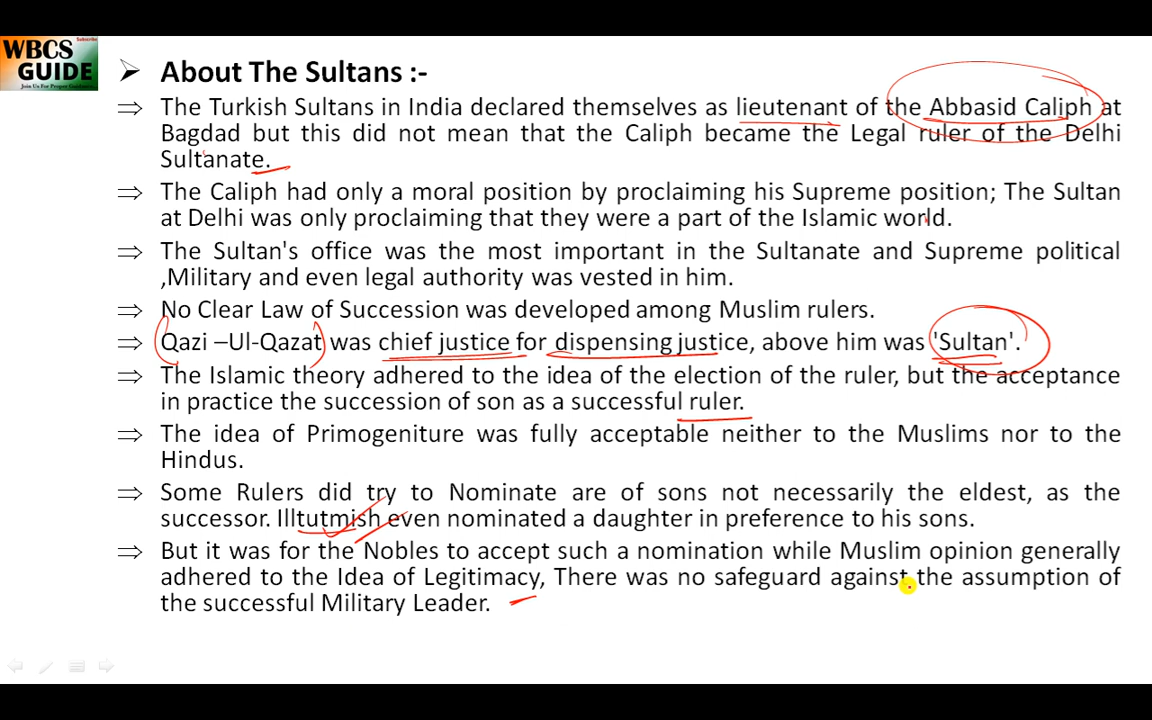 Subscribe
WBCS
GUIDE
Join Us For Proper Guidance
About The Sultans :-
The Turkish Sultans in India declared themselves as lieutenant of the Abbasid Caliph at
Bagdad but this did not mean that the Caliph became the Legal ruler of the Delhi
Sultanate.
The Caliph had only a moral position by proclaiming his Supreme position; The Sultan
at Delhi was only proclaiming that they were a part of the Islamic world.
The Sultan's office was the most important in the Sultanate and Supreme political
,Military and even legal authority was vested in him.
No Clear Law of Succession was developed among Muslim rulers.
Qazi –Ul-Qazat was chief justice for dispensing justice, above him was 'Sultan'.
The Islamic theory adhered to the idea of the election of the ruler, but the acceptance
in practice the succession of son as a successful ruler.
The idea of Primogeniture was fully acceptable neither to the Muslims nor to the
Hindus.
Some Rulers did try to Nominate are of sons not necessarily the eldest, as the
successor. Illtutmish even nominated a daughter in preference to his sons.
But it was for the Nobles to accept such a nomination while Muslim opinion generally
adhered to the Idea of Legitimacy, There was no safeguard against the assumption of
the successful Military Leader.